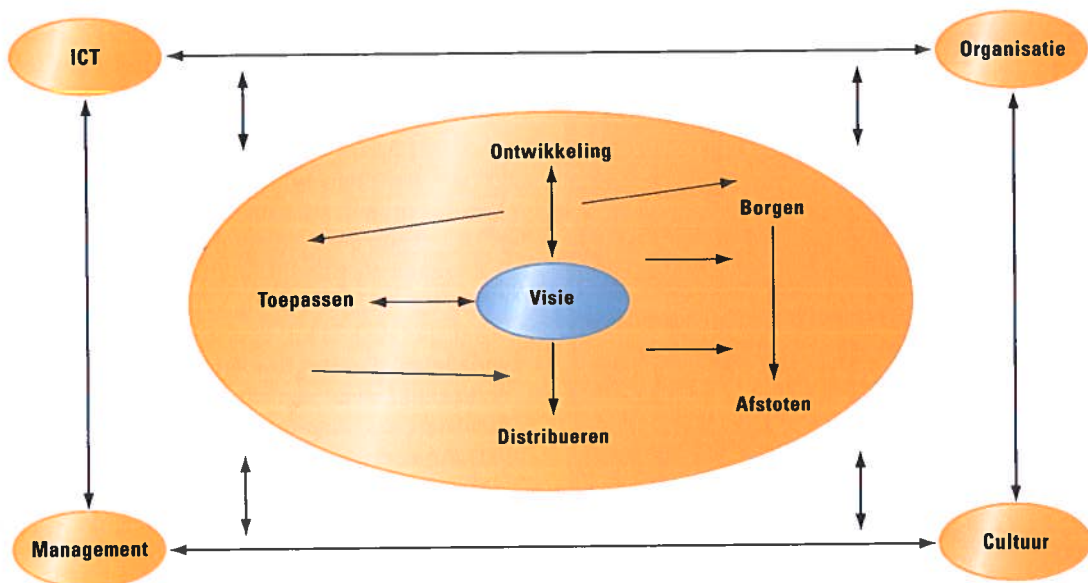 ICT
Organisatie
Ontwikkeling
Borgen
Toepassen
Visie
Afstoten
Distribueren
Management
Cultuur